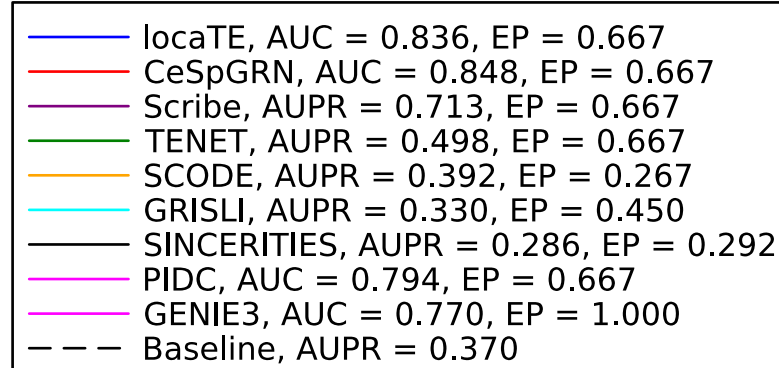 locaTE, AUC = 0.836, EP = 0.667
CeSpGRN, AUC = 0.848, EP = 0.667
Scribe, AUPR = 0.713, EP = 0.667
TENET, AUPR = 0.498, EP = 0.667
SCODE, AUPR = 0.392, EP = 0.267
GRISLI, AUPR = 0.330, EP = 0.450
SINCERITIES, AUPR = 0.286, EP = 0.292
PIDC, AUC = 0.794, EP = 0.667
GENIE3, AUC = 0.770, EP = 1.000
Baseline, AUPR = 0.370